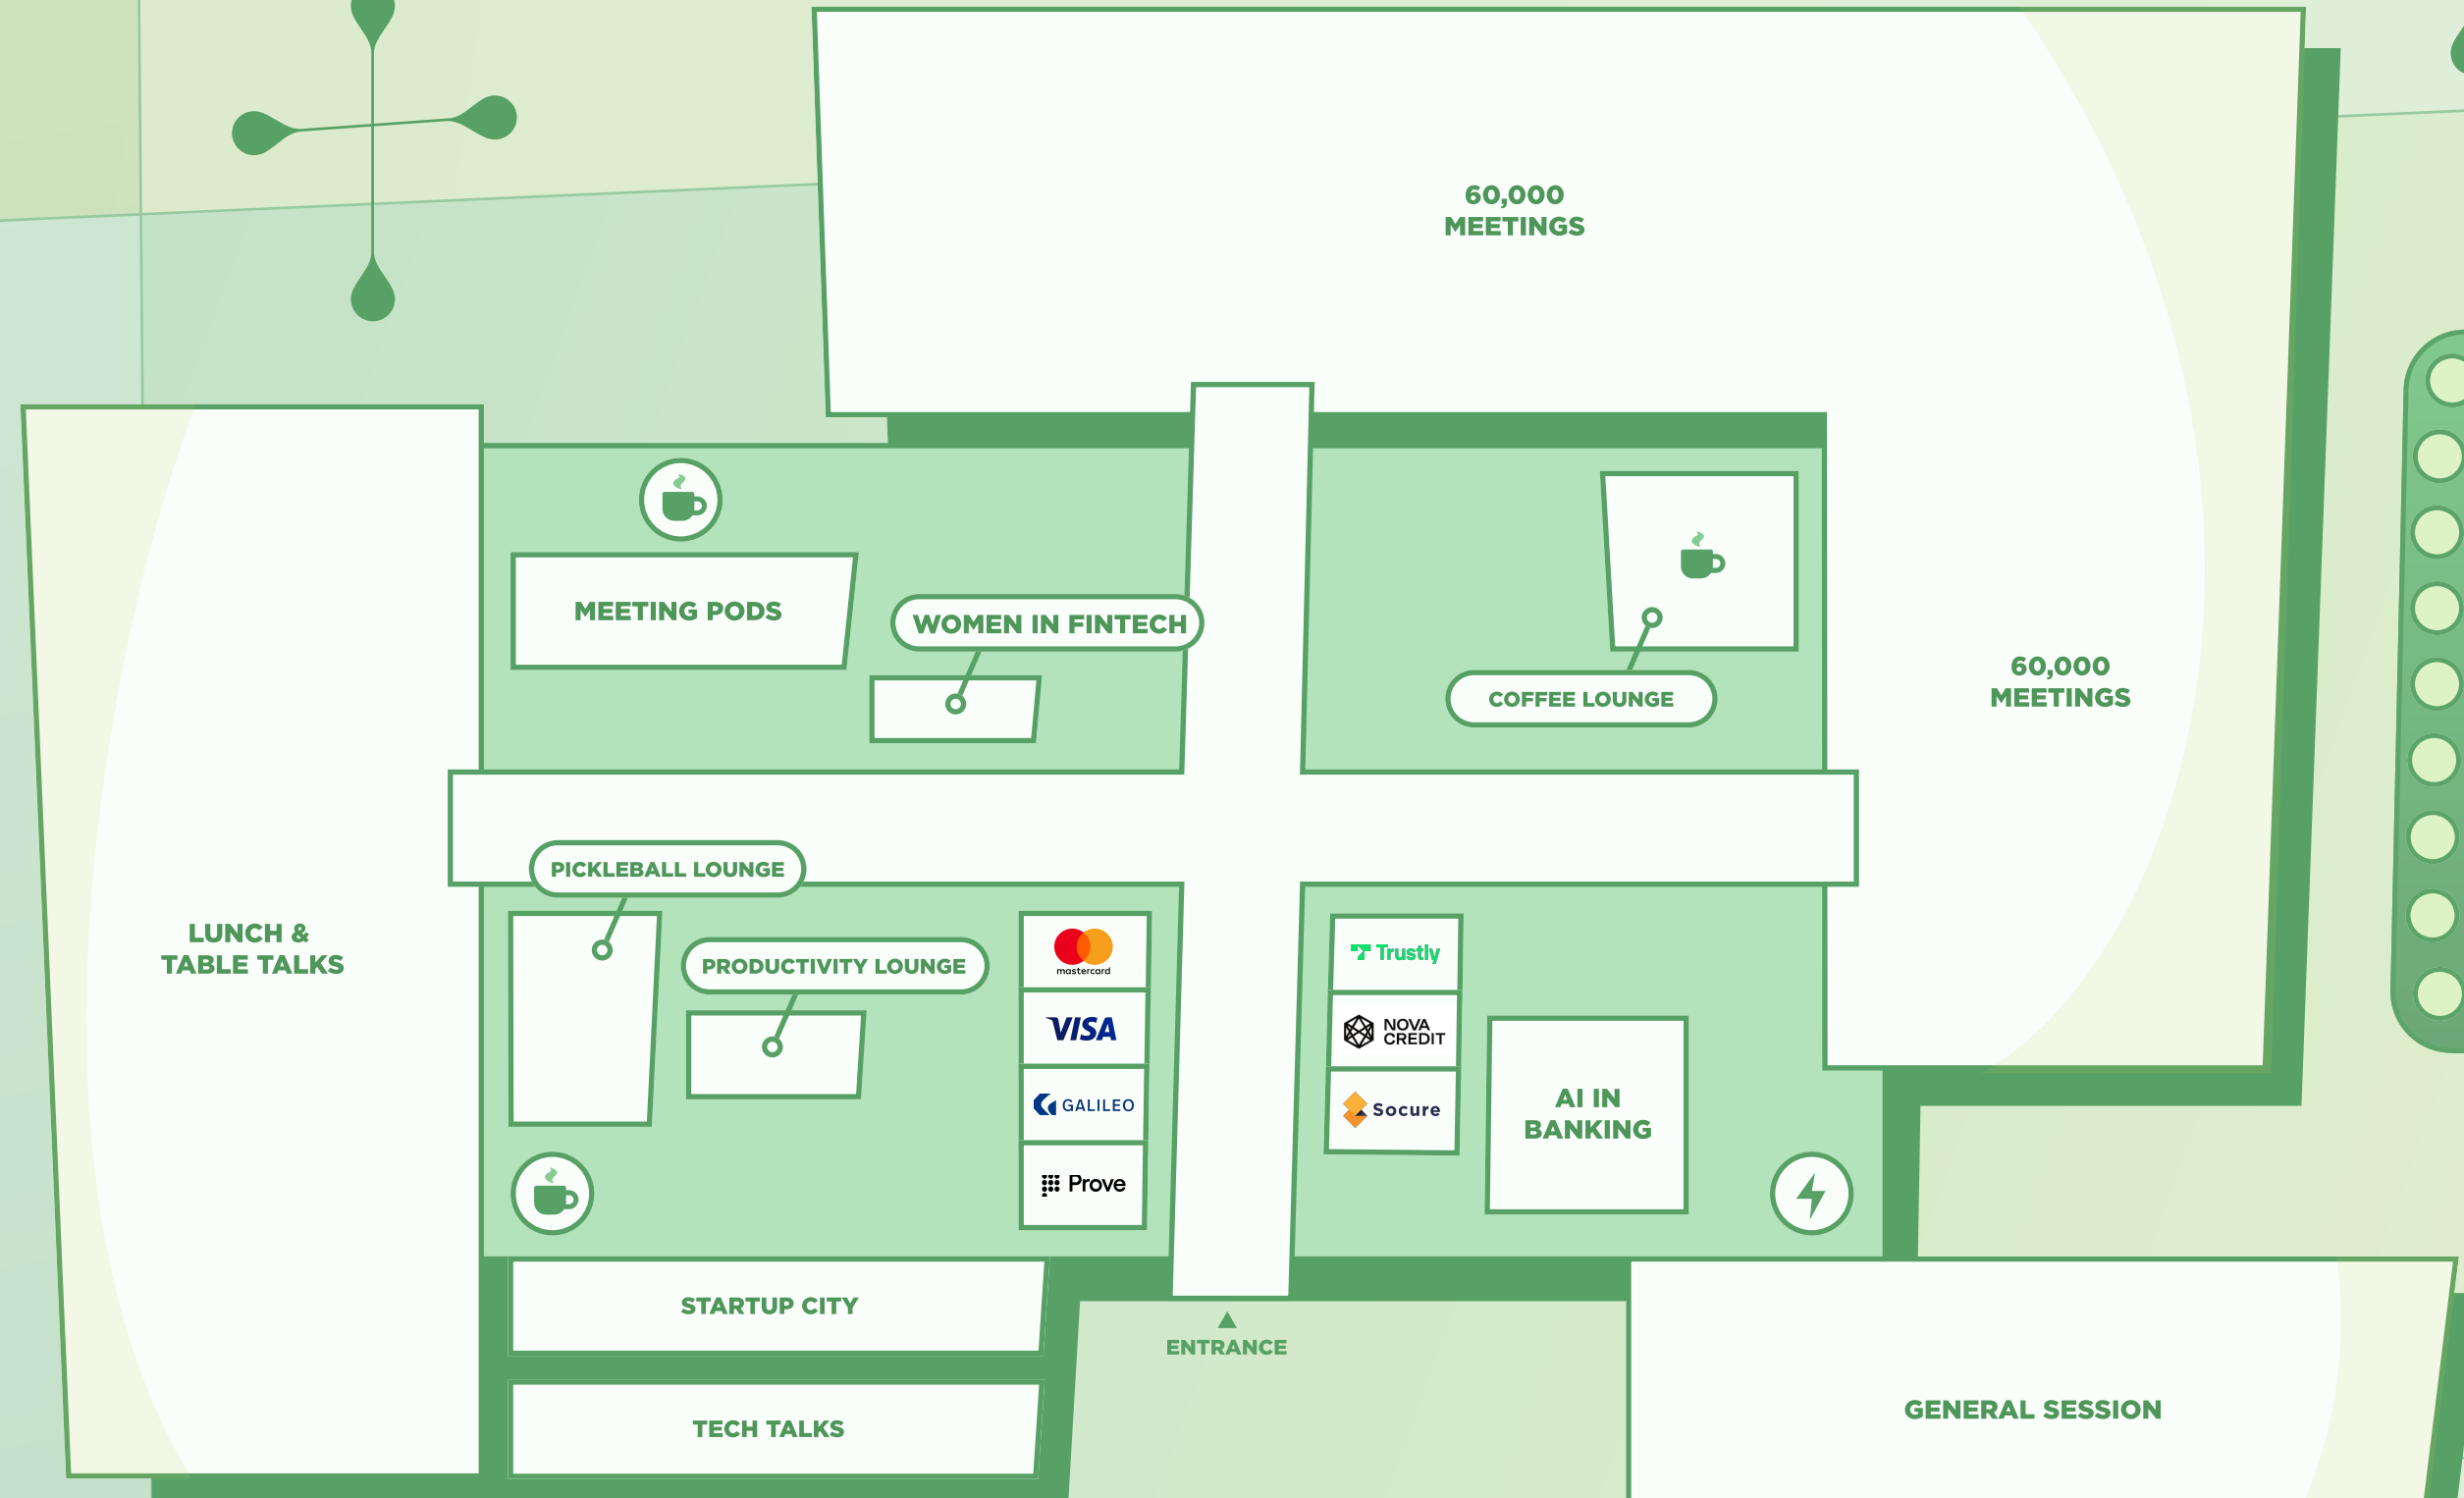 60,000
MEETINGS
MEETING PODS
WOMEN IN FINTECH
COFFEE LOUNGE
60,000
MEETINGS
PICKLEBALL LOUNGE
LUNCH &
TABLE TALKS
PRODUCTIVITY LOUNGE
mastercard
VISA
GALILEO
Prove
Trustly
NOVA
CREDIT
Socure
AI IN
BANKING
STARTUP CITY
ENTRANCE
TECH TALKS
GENERAL SESSION